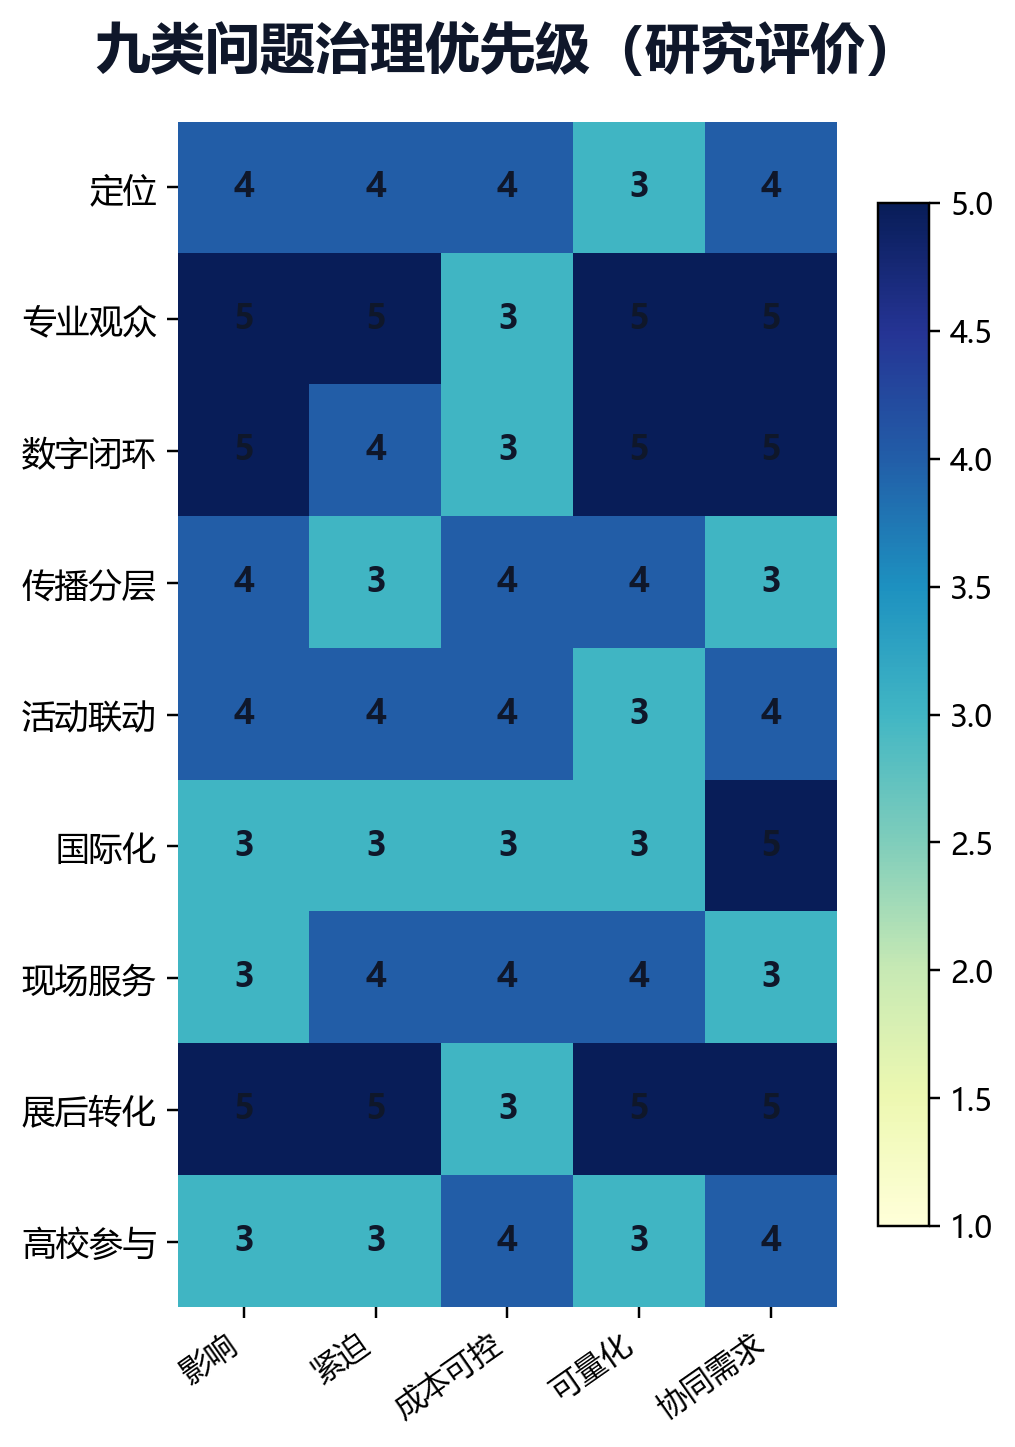 九类问题治理优先级（研究评价）
定位 4 4 4 3 4
专业观众 5 5 3 5 5
数字闭环 5 4 3 5 5
传播分层 4 3 4 4 3
活动联动 4 4 4 3 4
国际化 3 3 3 3 5
现场服务 3 4 4 4 3
展后转化 5 5 3 5 5
高校参与 3 3 4 3 4
影响 紧迫 成本可控 可量化 协同需求
5.0
4.5
4.0
3.5
3.0
2.5
2.0
1.5
1.0